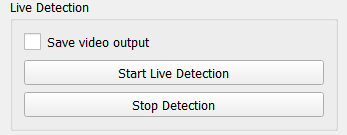 Live Detection
Save video output
Start Live Detection
Stop Detection